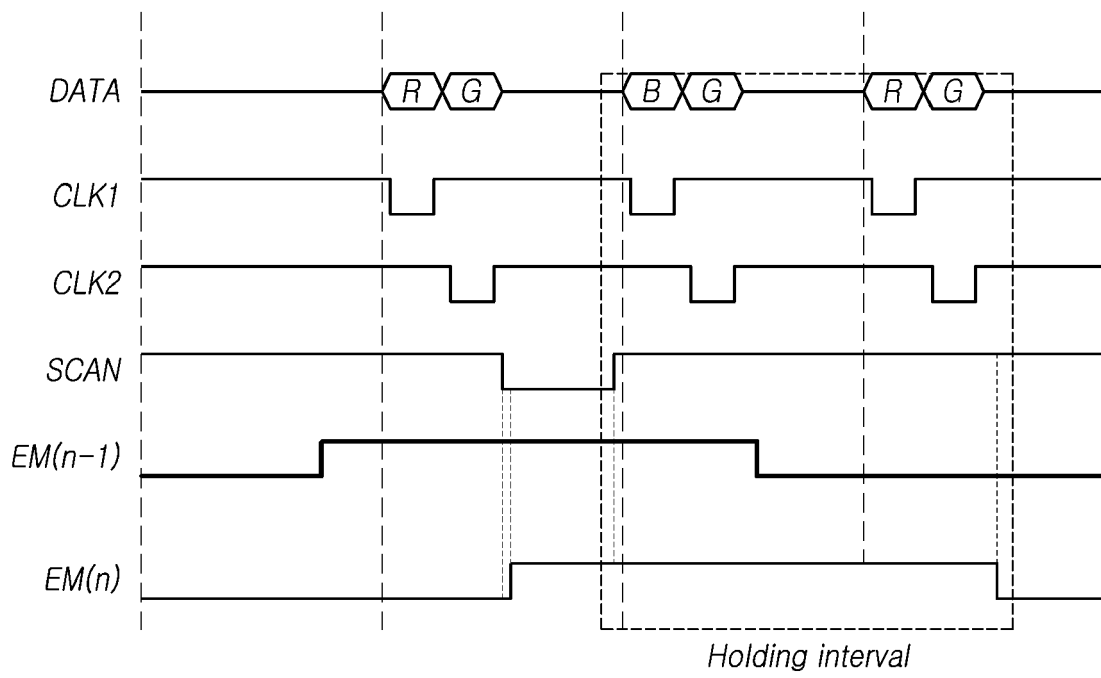 DATA R G B G R G
CLK1
CLK2
SCAN
EM(n-1)
EM(n)
Holding interval